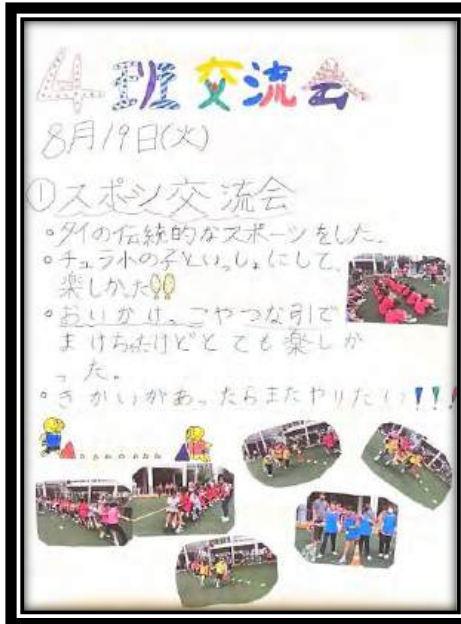 4班交流会
8月19日(火)
①スポーツ交流会
・タイの伝統的なスポーツをした。
・チュラ小の子といっしょにして、
楽しかった!!
・おいかけっこやつな引で
まけちゃったけどとても楽しか
った。
・きかいがあったらまたやりたい!!!